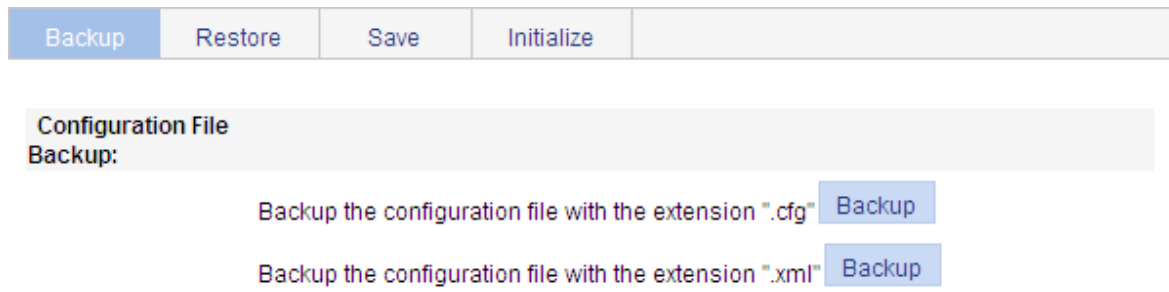 Backup Restore Save Initialize
Configuration File
Backup:
Backup the configuration file with the extension ".cfg" Backup
Backup the configuration file with the extension ".xml" Backup